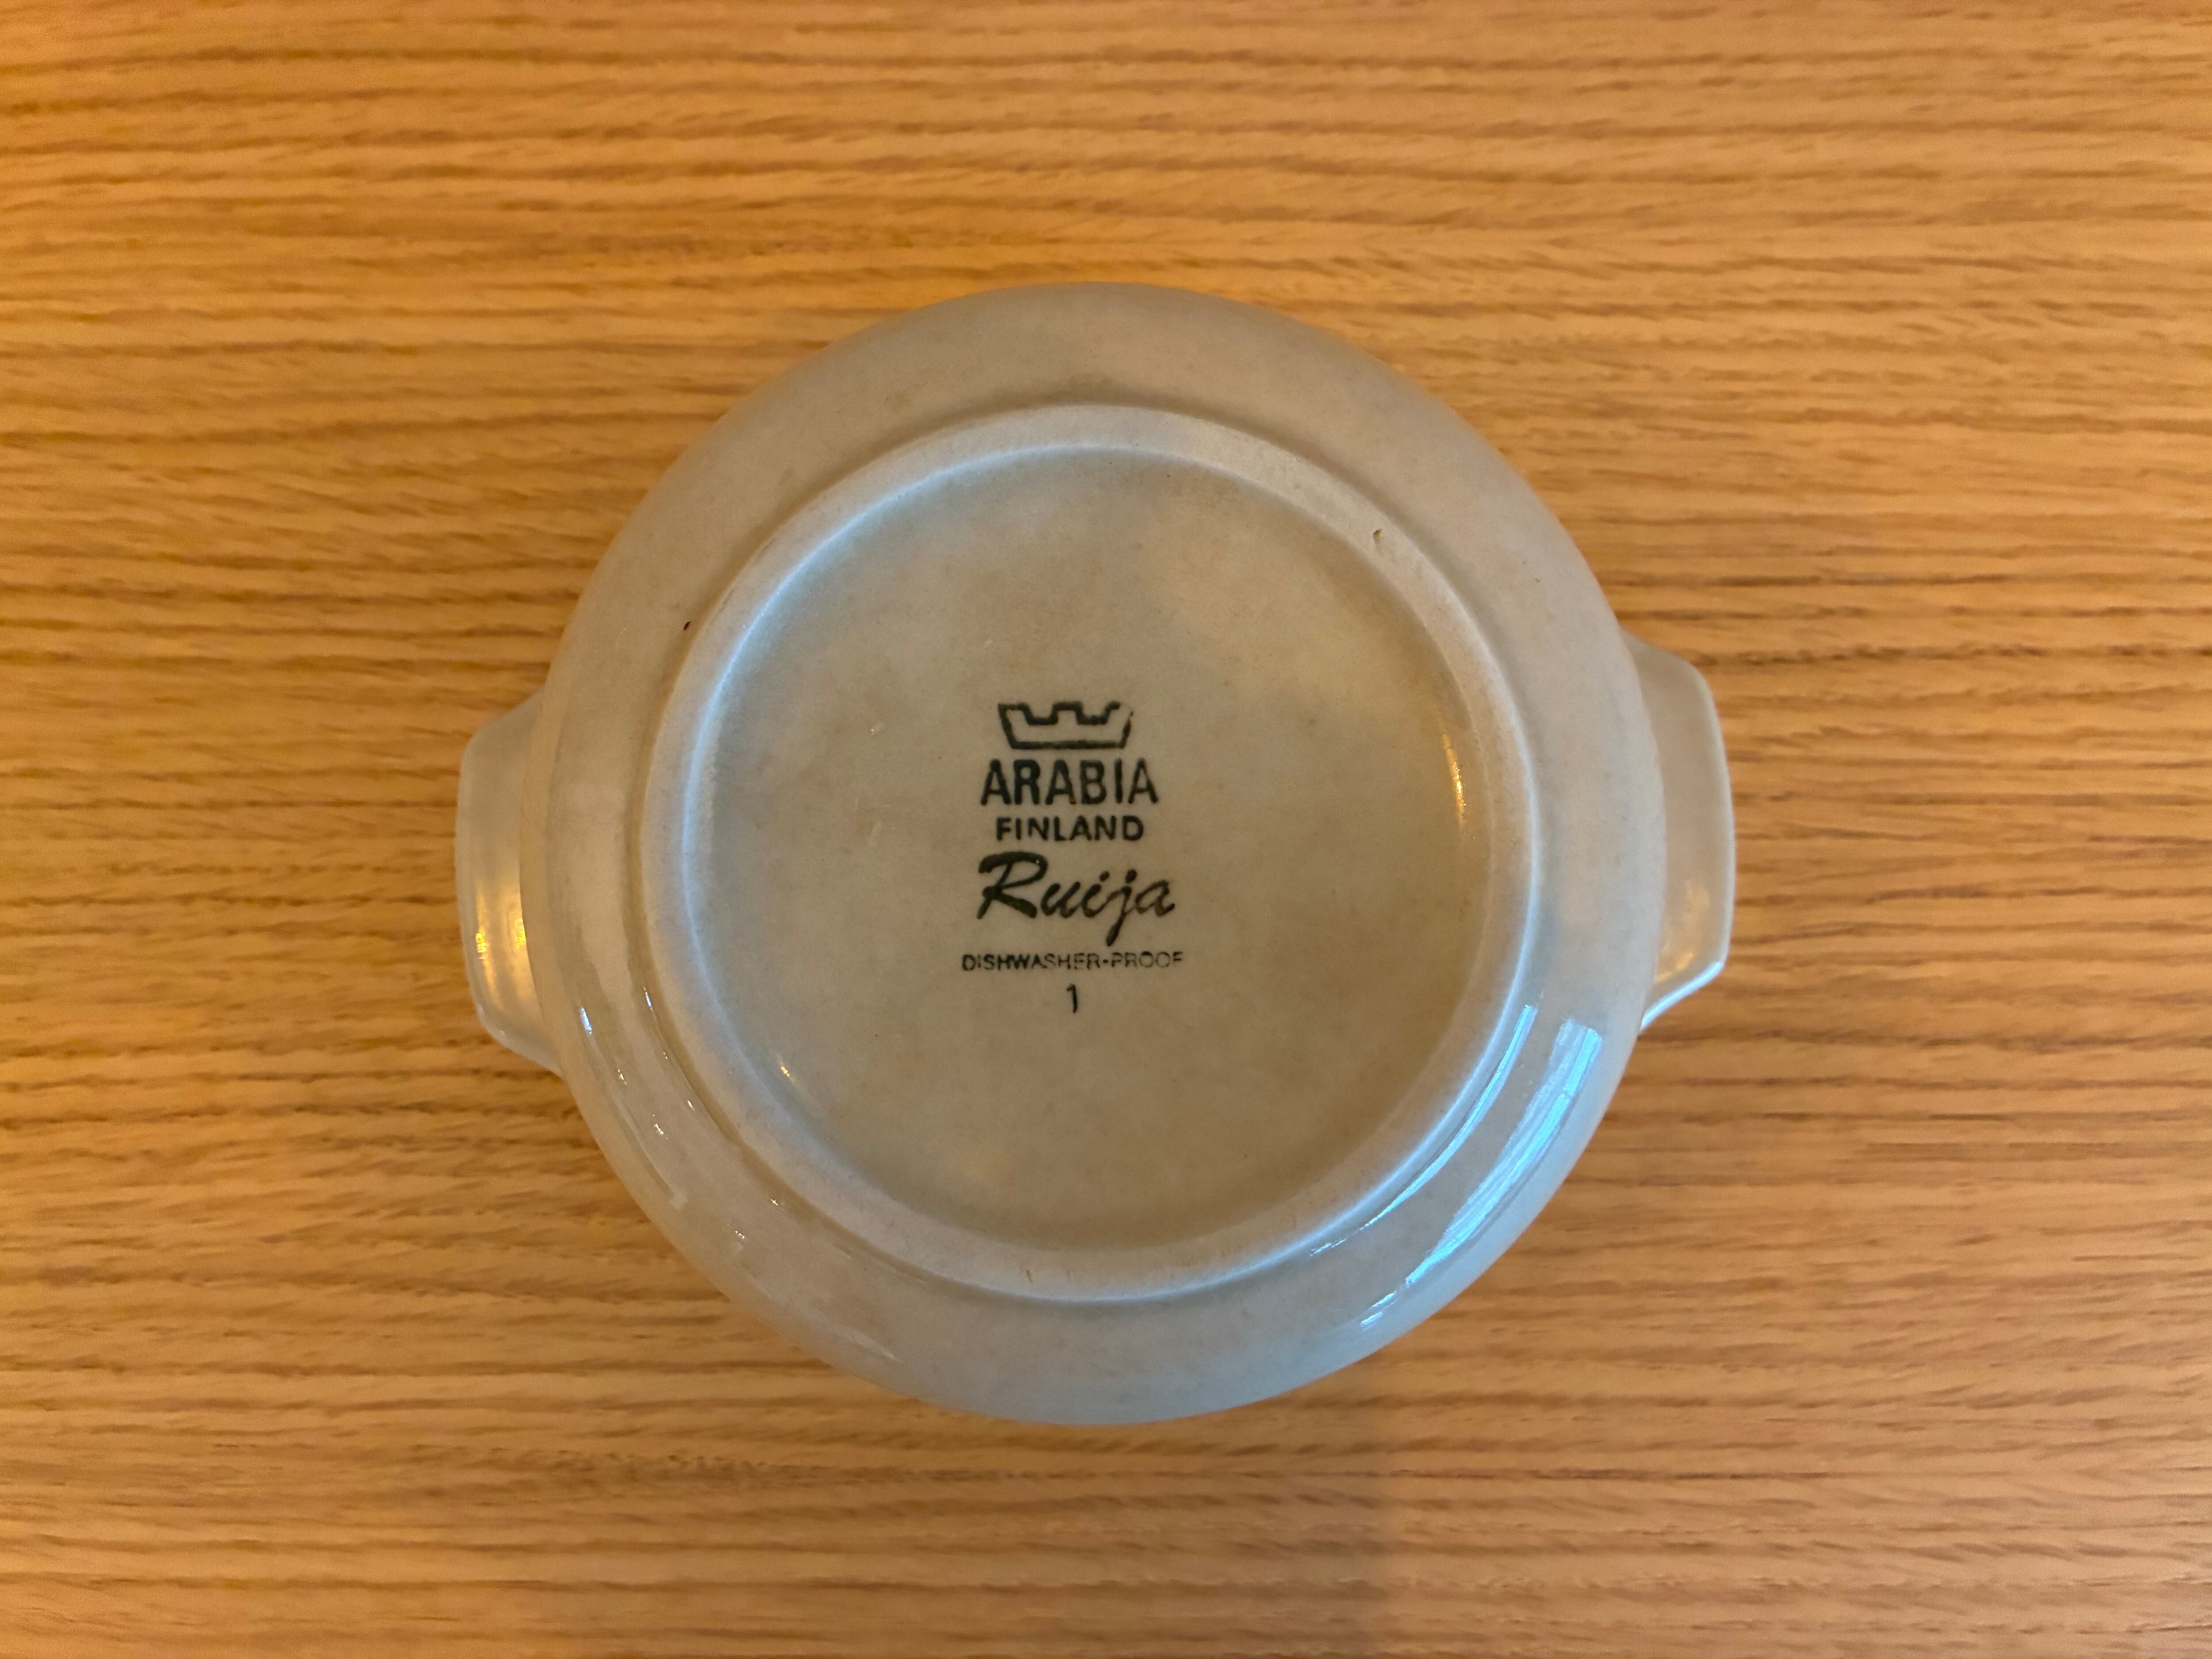 ARABIA
FINLAND
Ruija
DISHWASHER-PROOF
1